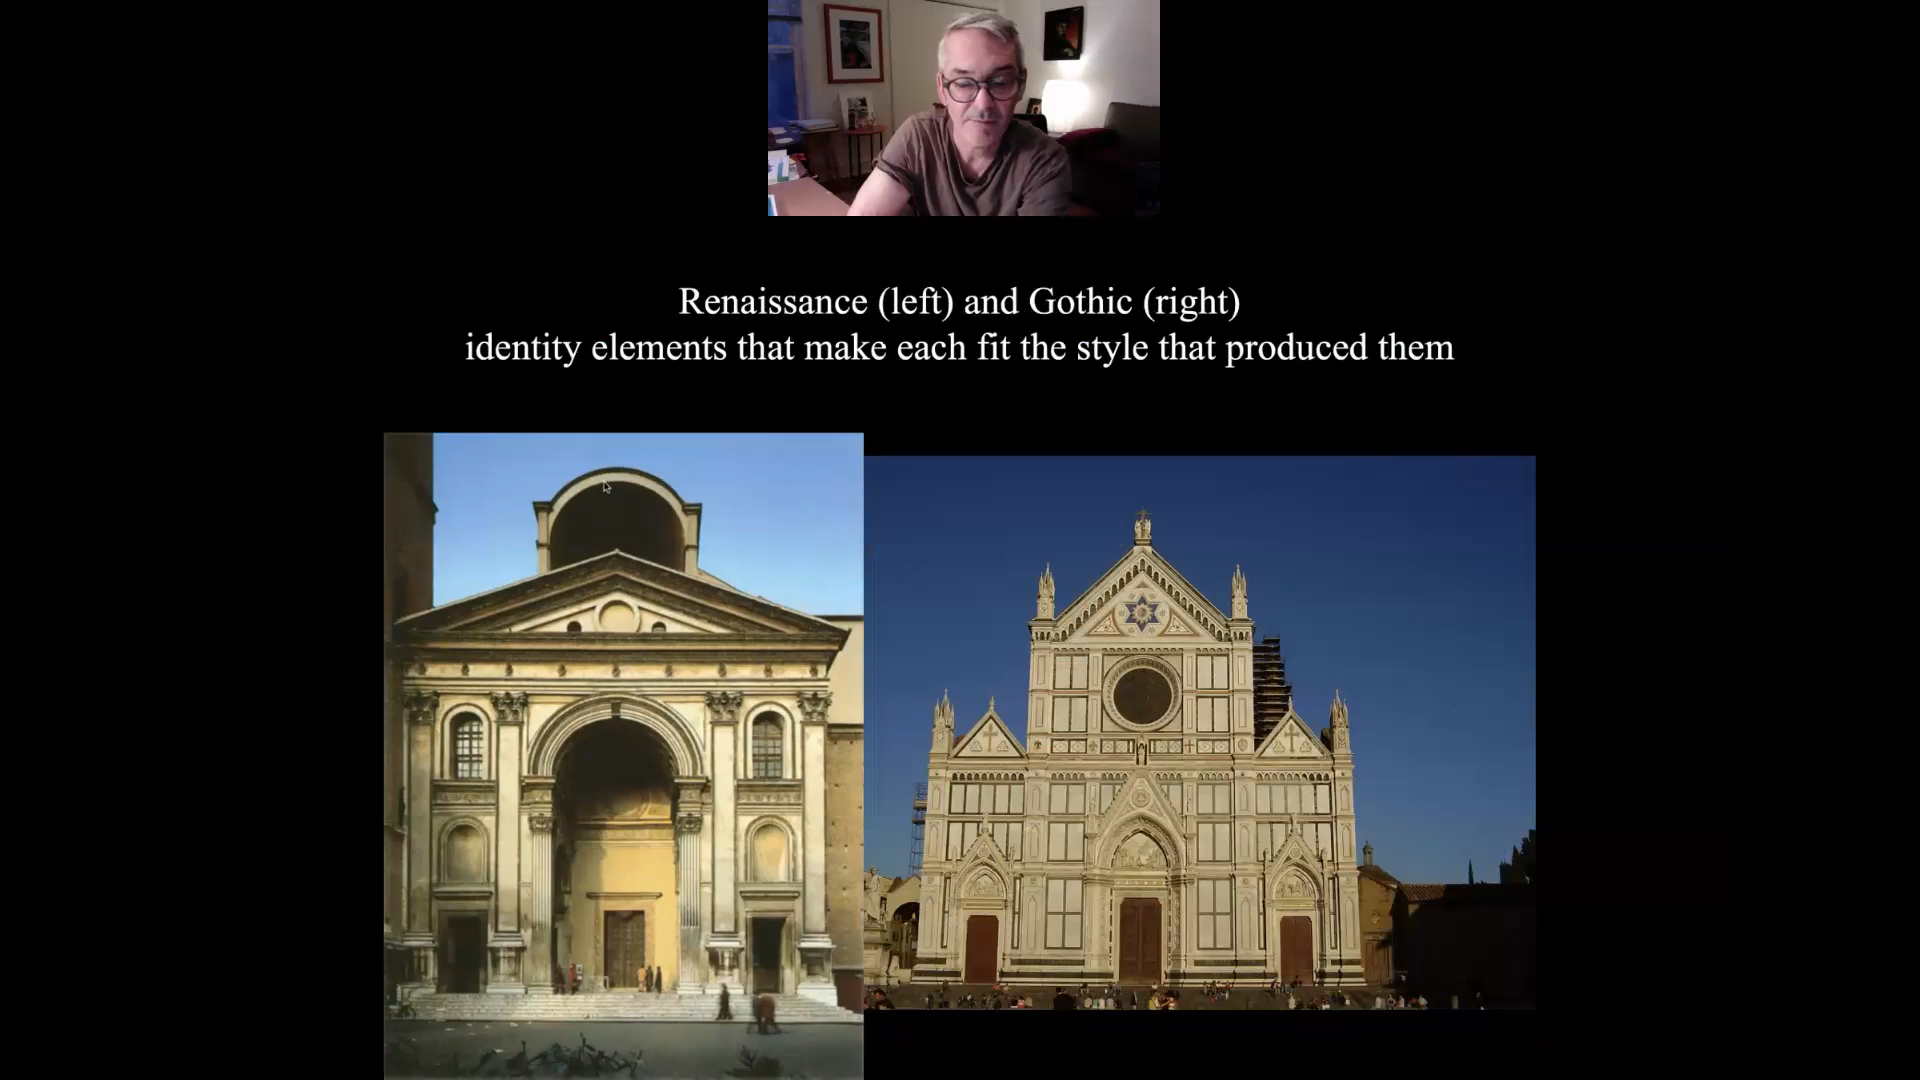 Renaissance (left) and Gothic (right)
identity elements that make each fit the style that produced them